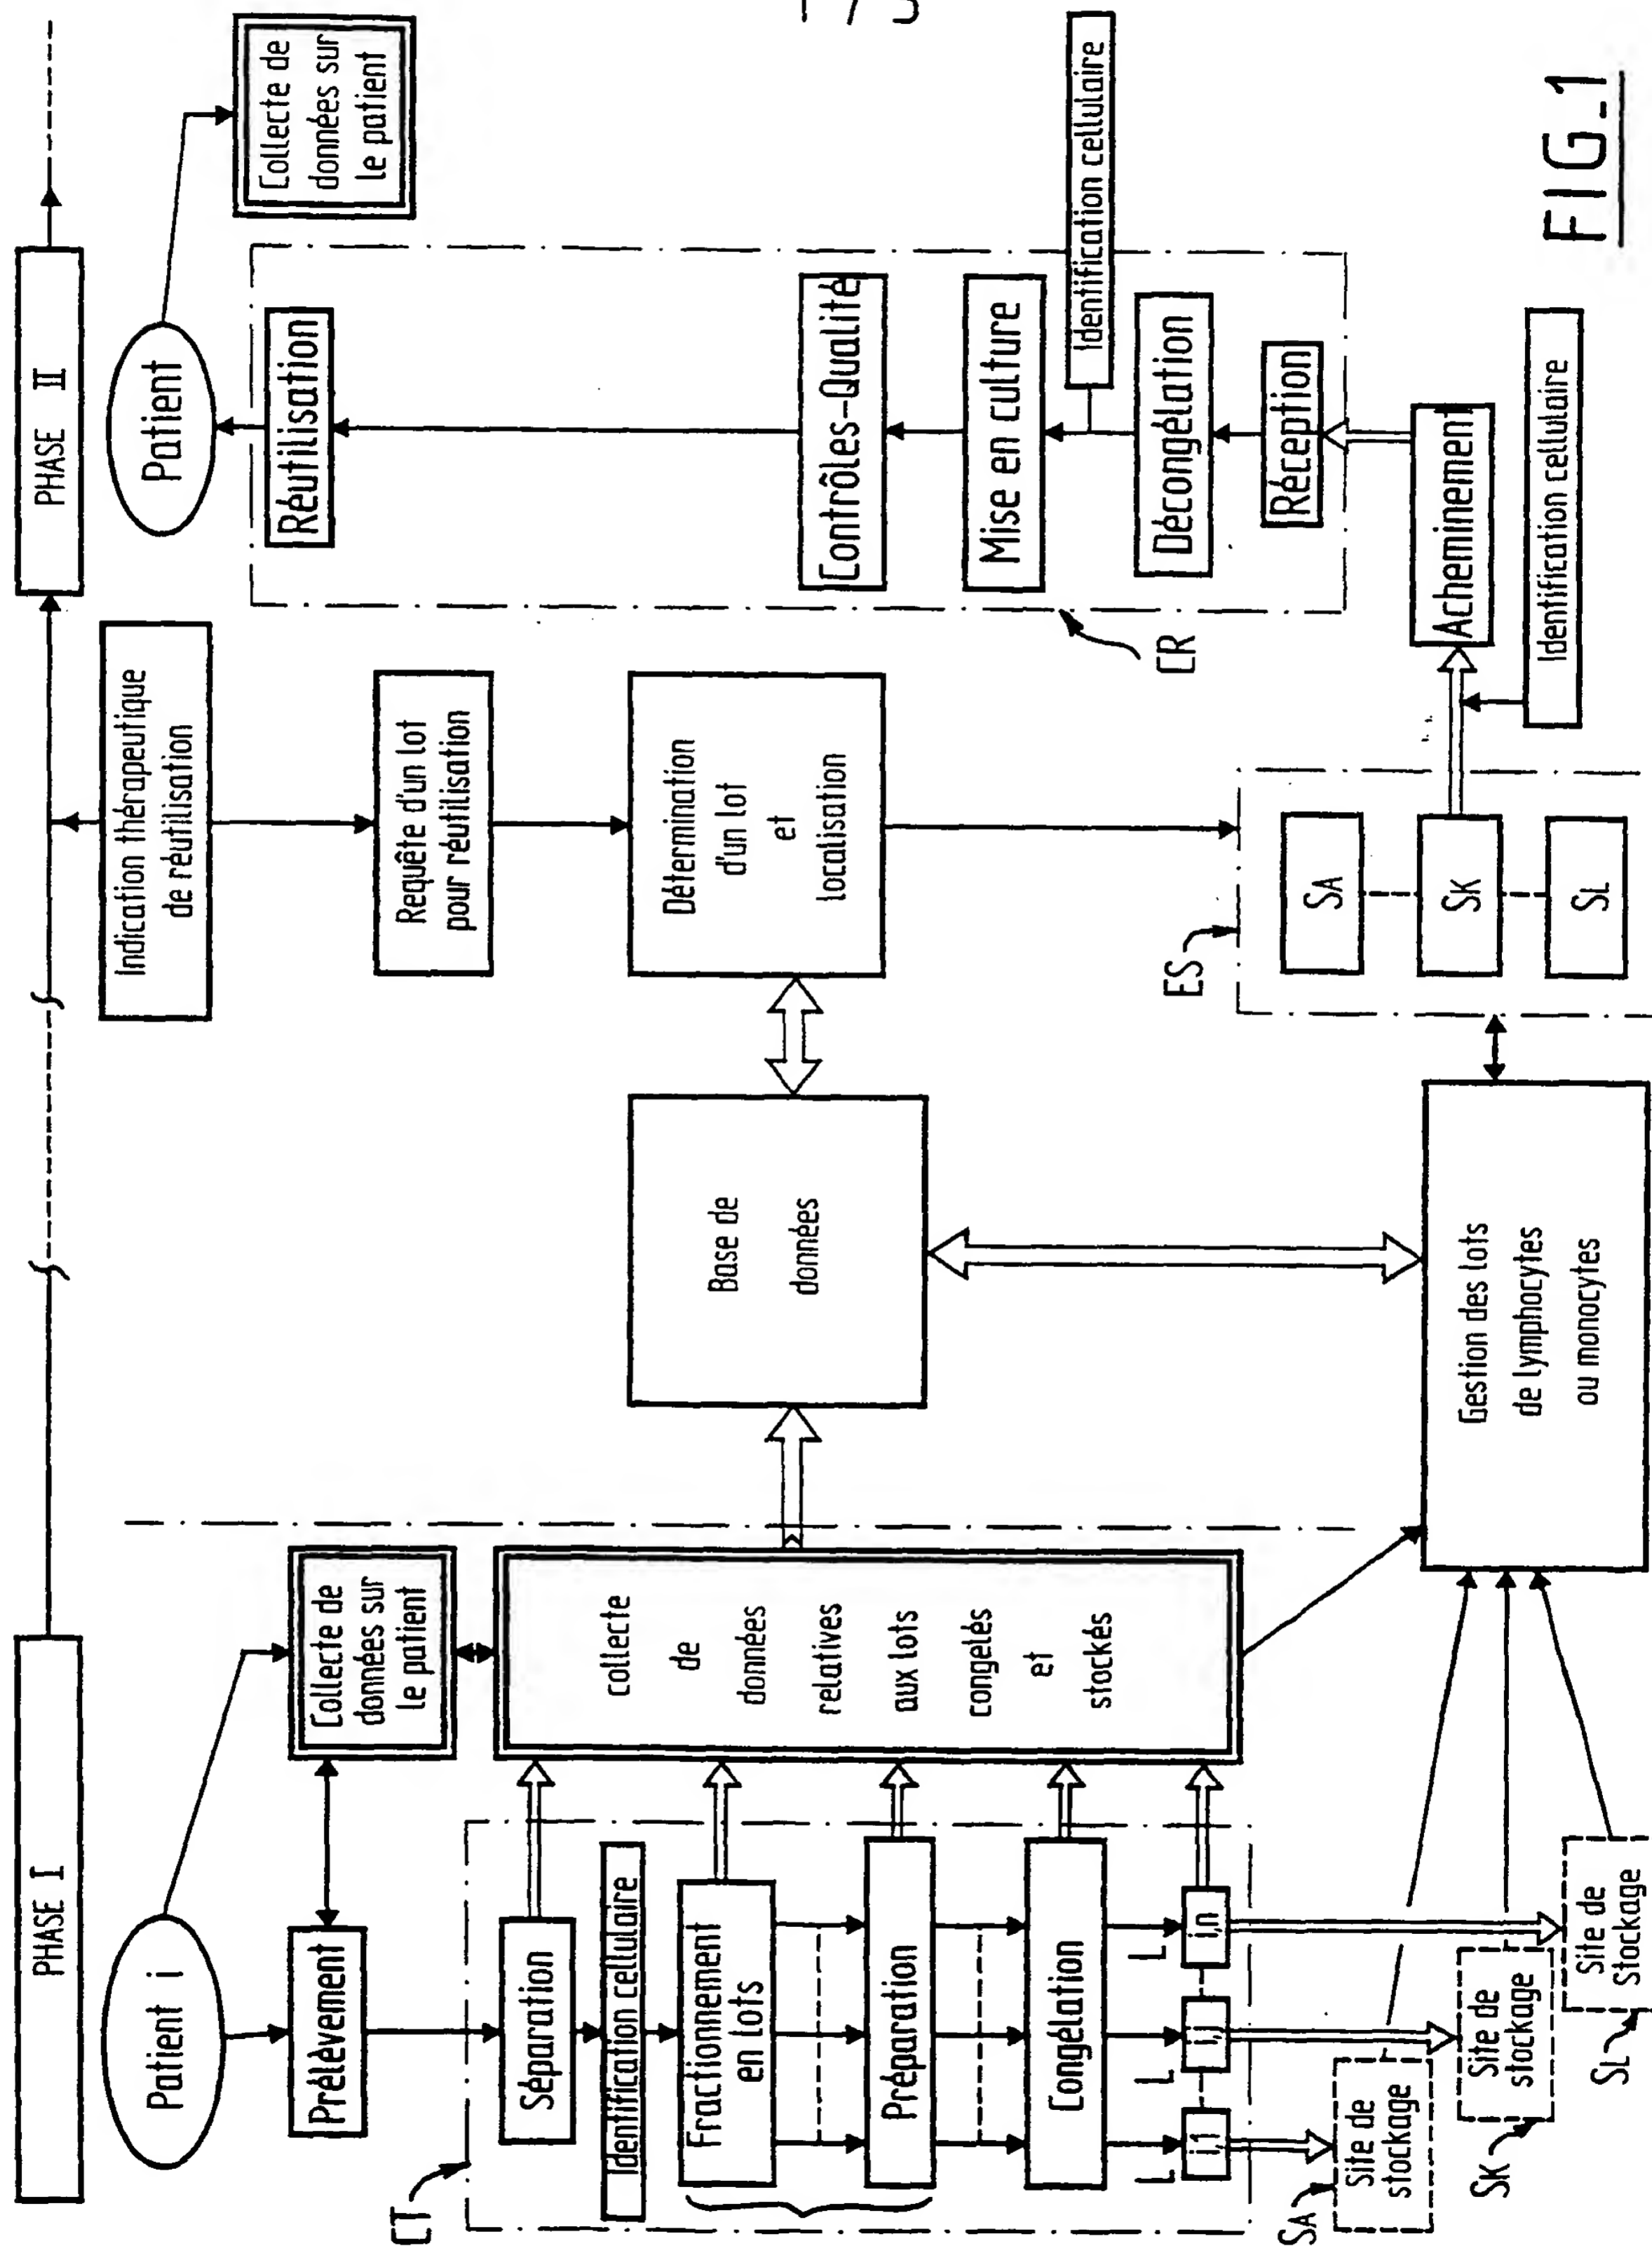 1 / 3
PHASE I
PHASE II
Patient i
Prélèvement
Collecte de
données sur
le patient
CT
Séparation
Identification cellulaire
Fractionnement
en lots
Préparation
Congélation
L
i,1
L
i,j
L
i,n
SA
Site de
stockage
SK
Site de
stockage
SL
Site de
Stockage
collecte
de
données
relatives
aux lots
congelés
et
stockés
Base de
données
Gestion des lots
de lymphocytes
ou monocytes
Indication thérapeutique
de réutilisation
Requête d'un lot
pour réutilisation
Détermination
d'un lot
et
localisation
ES
SA
SK
SL
Patient
Collecte de
données sur
le patient
Réutilisation
Contrôles-Qualité
Mise en culture
Identification cellulaire
Décongélation
Réception
CR
Acheminement
Identification cellulaire
FIG_1